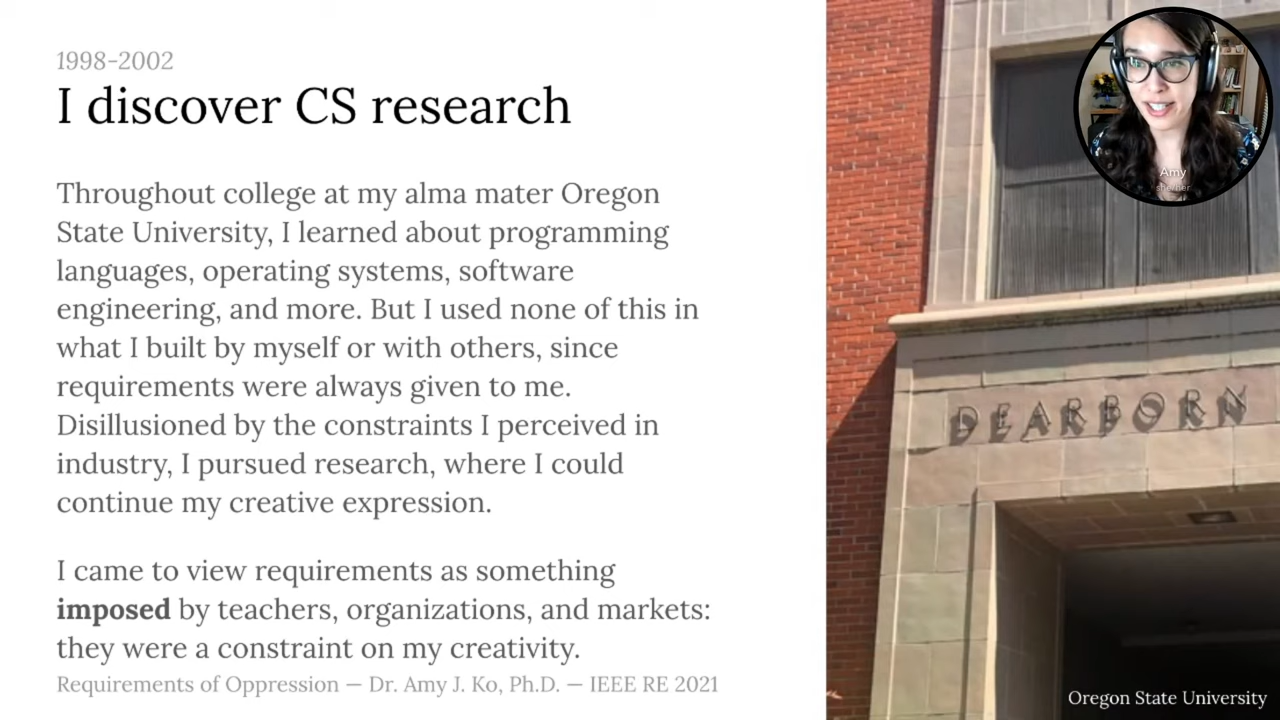 1998-2002
I discover CS research
Throughout college at my alma mater Oregon
State University, I learned about programming
languages, operating systems, software
engineering, and more. But I used none of this in
what I built by myself or with others, since
requirements were always given to me.
Disillusioned by the constraints I perceived in
industry, I pursued research, where I could
continue my creative expression.
I came to view requirements as something
imposed by teachers, organizations, and markets:
they were a constraint on my creativity.
Requirements of Oppression — Dr. Amy J. Ko, Ph.D. — IEEE RE 2021
Amy
she/her
DEARBORN
Oregon State University